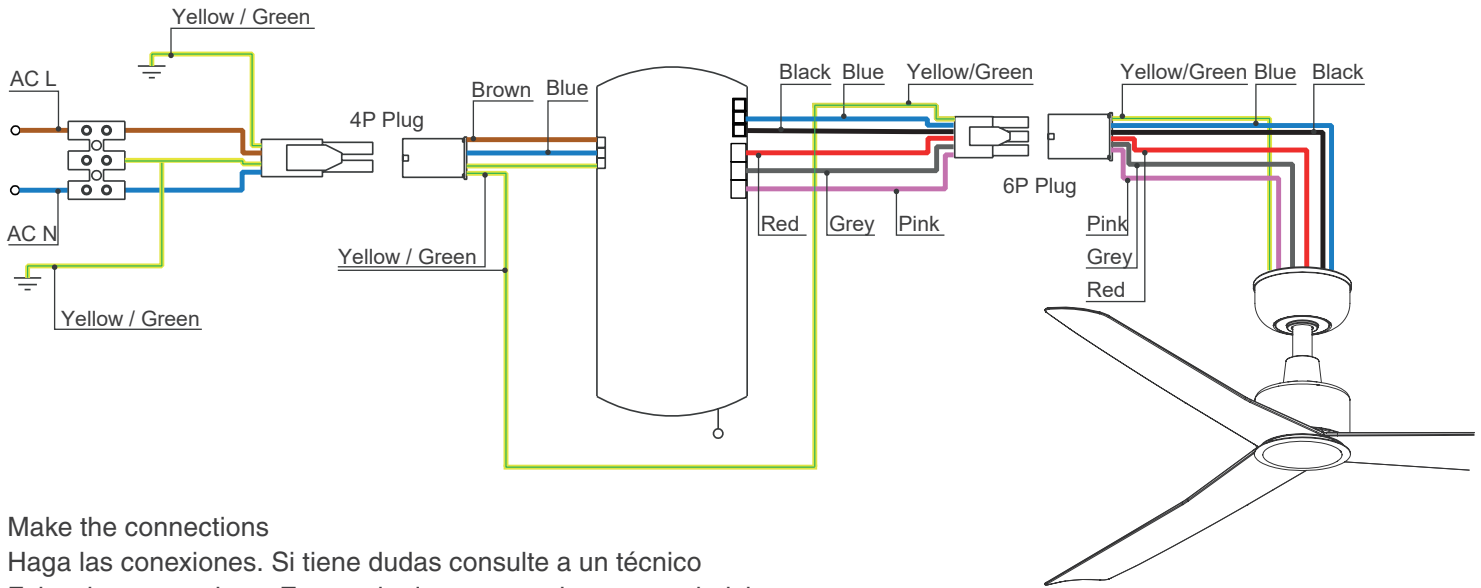 Yellow / Green
AC L
Brown
Blue
4P Plug
Black
Blue
Yellow/Green
Yellow/Green
Blue
Black
6P Plug
AC N
Yellow / Green
Yellow / Green
Red
Grey
Pink
Pink
Grey
Red
Make the connections
Haga las conexiones. Si tiene dudas consulte a un técnico